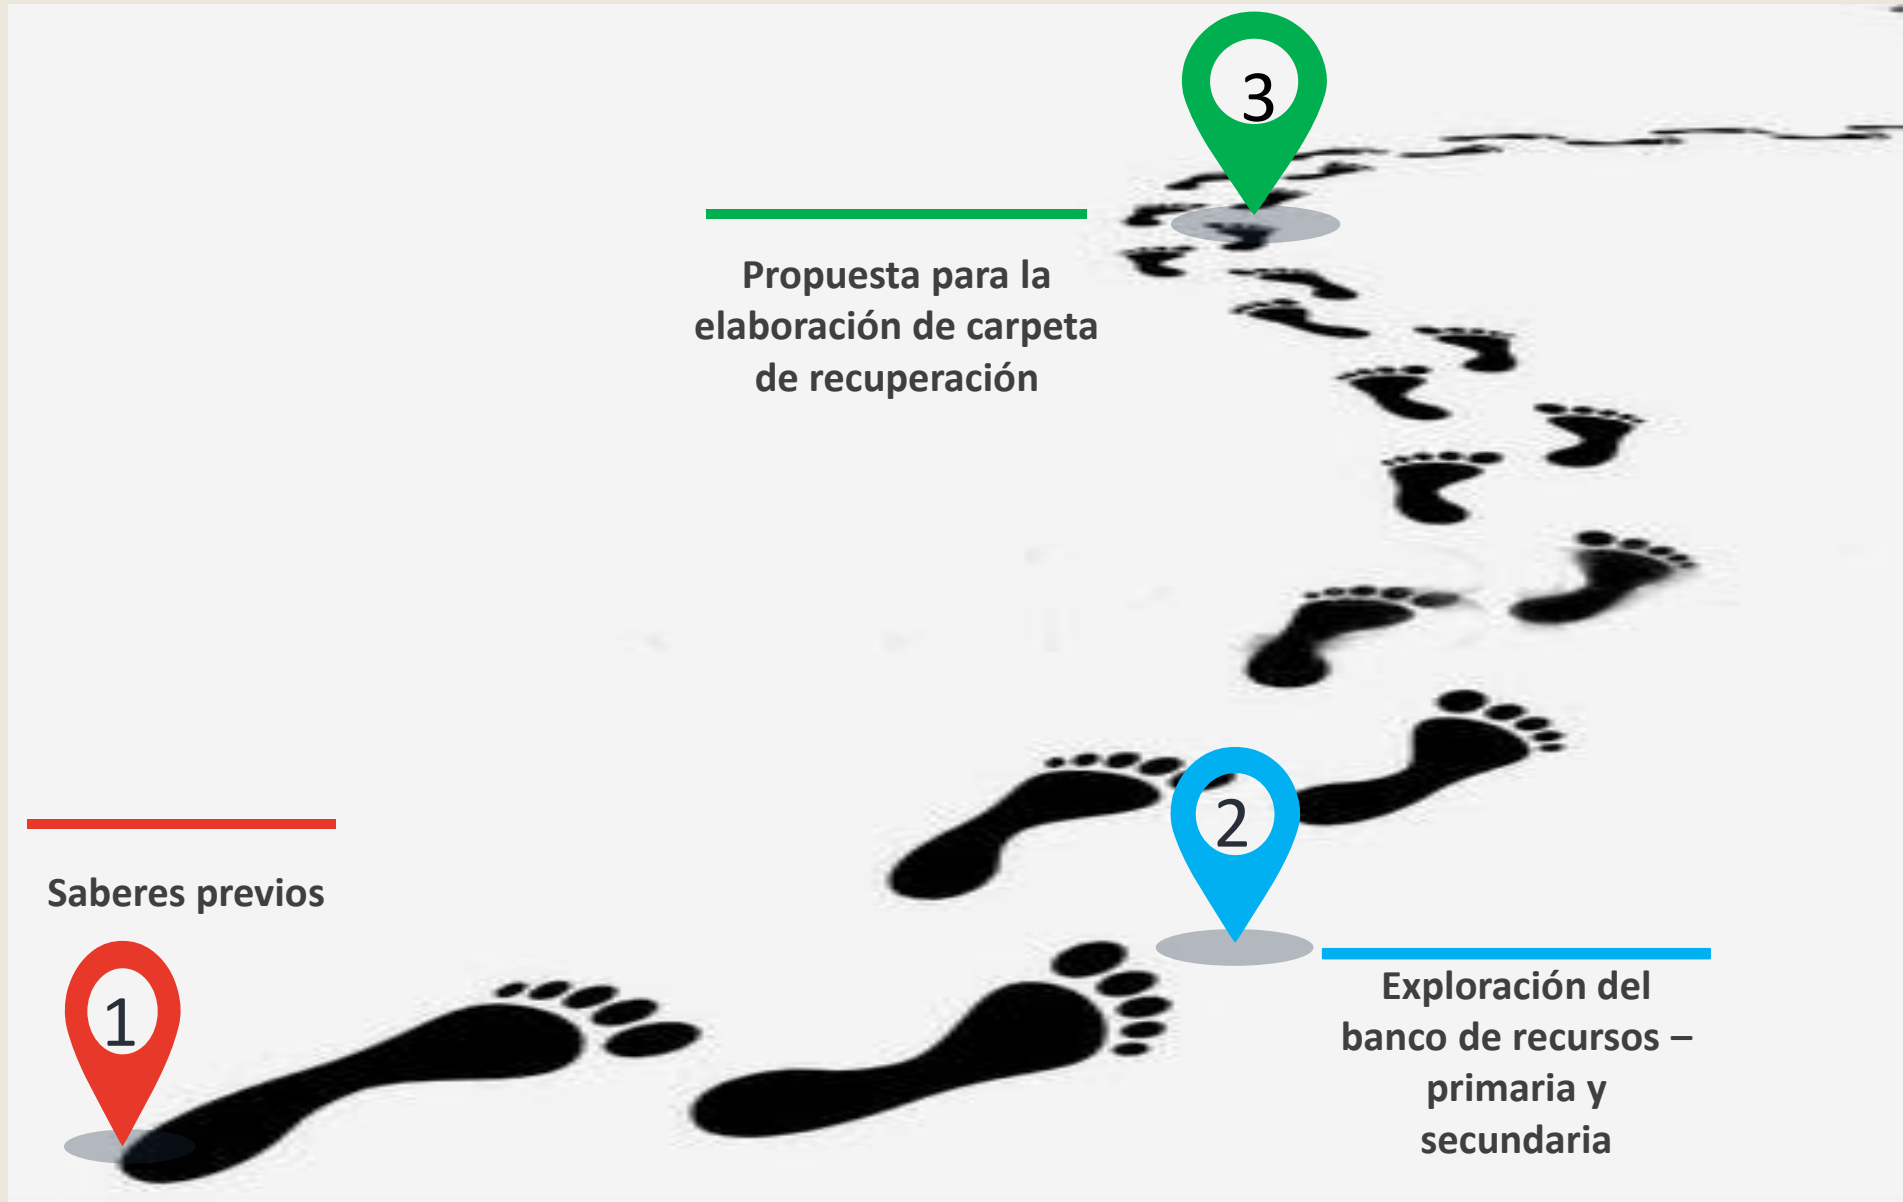 3
Propuesta para la
elaboración de carpeta
de recuperación
Saberes previos
1
2
Exploración del
banco de recursos –
primaria y
secundaria